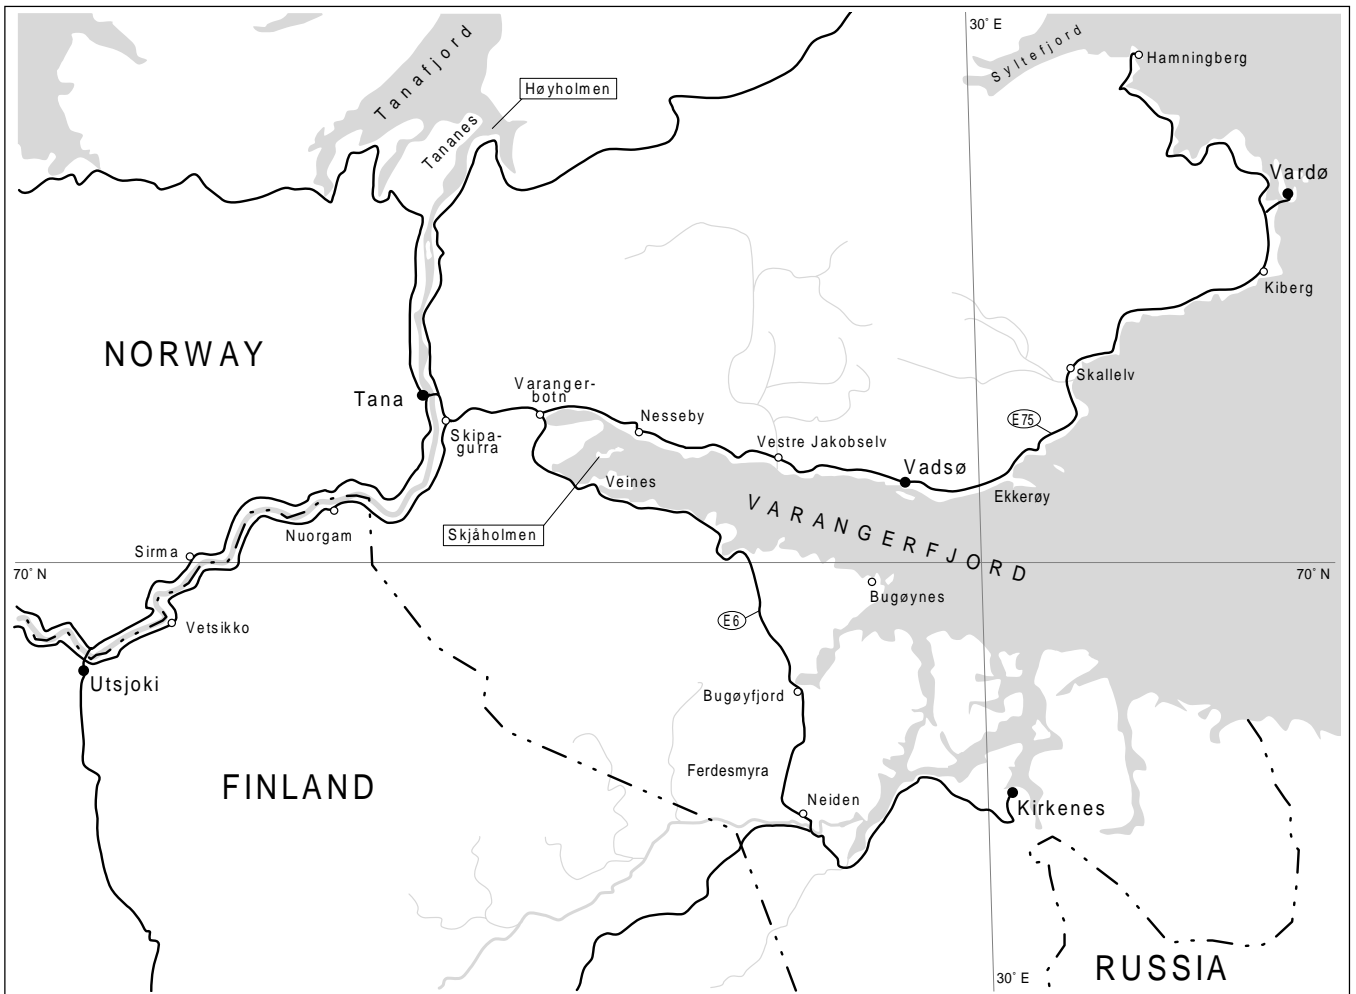 30° E
Syltefjord
Hamningberg
Tanafjord
Høyholmen
Tananes
Vardø
Kiberg
NORWAY
Skallelv
Varanger-
botn
Tana
Nesseby
E75
Skipa-
gurra
Vestre Jakobselv
Vadsø
Veines
Ekkerøy
VARANGERFJORD
Skjåholmen
Nuorgam
Sirma
70° N
70° N
Bugøynes
E6
Vetsikko
Utsjoki
Bugøyfjord
Ferdesmyra
FINLAND
Neiden
Kirkenes
RUSSIA
30° E